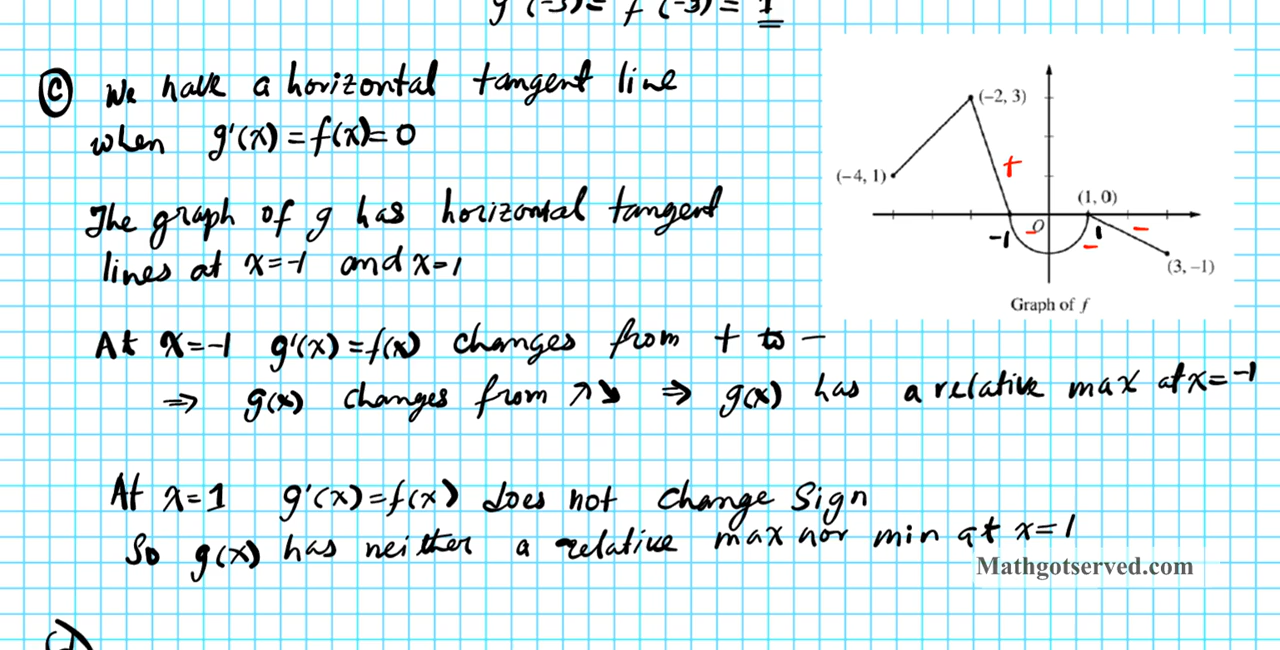 g'(-3)= f'(-3) = 1
(C) We have a horizontal tangent line
when g'(x) = f(x)= 0
The graph of g has horizontal tangent
lines at x=-1 and x=1
At x=-1 g'(x) = f(x) changes from + to -
⇒ g(x) changes from ↗↘ ⇒ g(x) has a relative max at x=-1
At x=1 g'(x)=f(x) does not change sign
So g(x) has neither a relative max nor min at x=1
(-2, 3)
+
(-4, 1)
(1, 0)
-1 - O - 1 -
(3, -1)
Graph of f
Mathgotserved.com